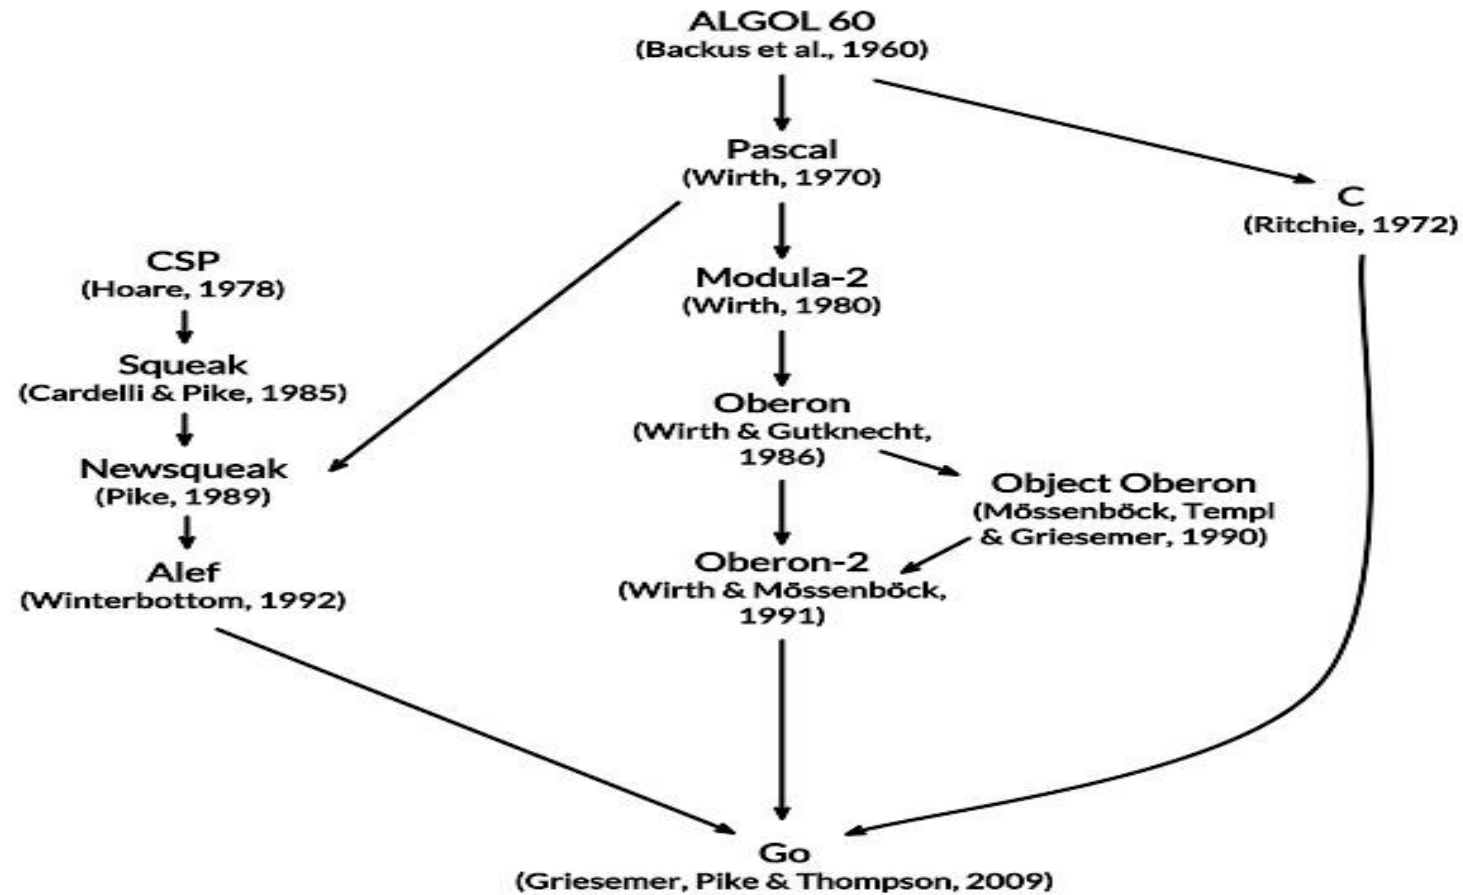 ALGOL 60
(Backus et al., 1960)
Pascal
(Wirth, 1970)
C
(Ritchie, 1972)
CSP
(Hoare, 1978)
Modula-2
(Wirth, 1980)
Squeak
(Cardelli & Pike, 1985)
Oberon
(Wirth & Gutknecht,
1986)
Newsqueak
(Pike, 1989)
Object Oberon
(Mössenböck, Templ
& Griesemer, 1990)
Oberon-2
(Wirth & Mössenböck,
1991)
Alef
(Winterbottom, 1992)
Go
(Griesemer, Pike & Thompson, 2009)